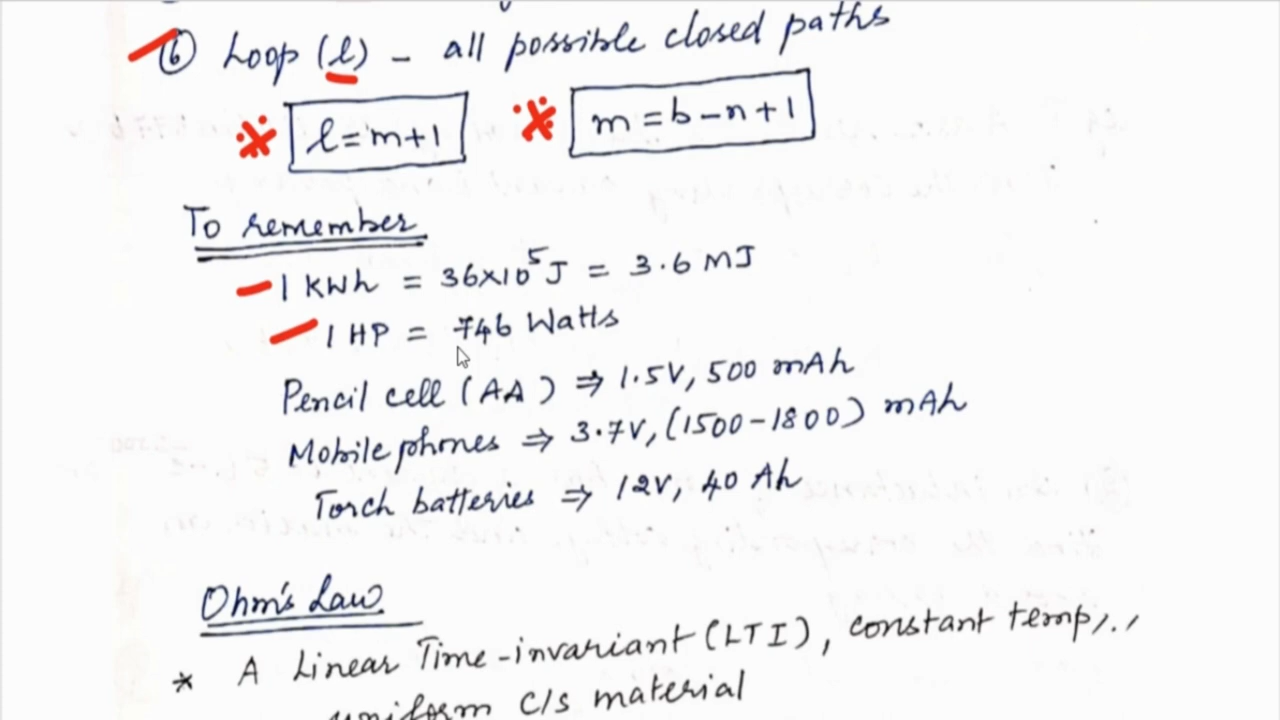 ⑥ Loop (l) - all possible closed paths
※ l = m+1 ※ m = b-n+1
To remember
1 kWh = 36×10⁵ J = 3.6 MJ
1 HP = 746 Watts
Pencil cell (AA) ⇒ 1.5V, 500 mAh
Mobile phones ⇒ 3.7V, (1500-1800) mAh
Torch batteries ⇒ 12V, 40 Ah
Ohm's Law
* A Linear Time-invariant (LTI), constant temp,.,
uniform C/s material